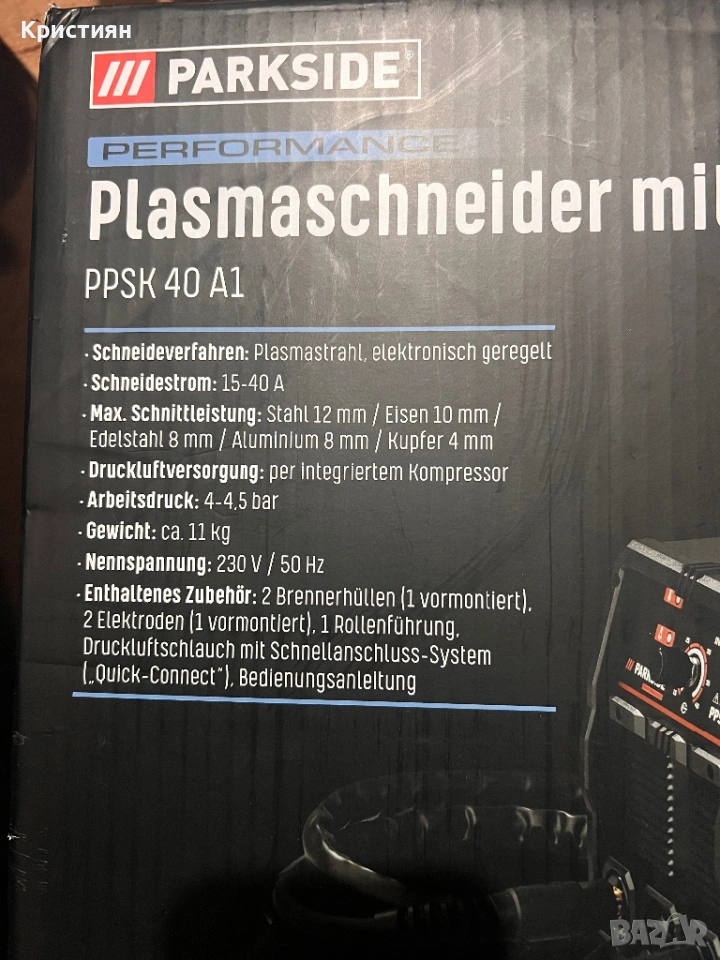 Кристиян
/// PARKSIDE®
PERFORMANCE
Plasmaschneider mit
PPSK 40 A1
· Schneideverfahren: Plasmastrahl, elektronisch geregelt
· Schneidestrom: 15-40 A
· Max. Schnittleistung: Stahl 12 mm / Eisen 10 mm /
Edelstahl 8 mm / Aluminium 8 mm / Kupfer 4 mm
· Druckluftversorgung: per integriertem Kompressor
· Arbeitsdruck: 4-4,5 bar
· Gewicht: ca. 11 kg
· Nennspannung: 230 V / 50 Hz
· Enthaltenes Zubehör: 2 Brennerhüllen (1 vormontiert),
2 Elektroden (1 vormontiert), 1 Rollenführung,
Druckluftschlauch mit Schnellanschluss-System
(„Quick-Connect"), Bedienungsanleitung
/// PARKSIDE
BAZAR